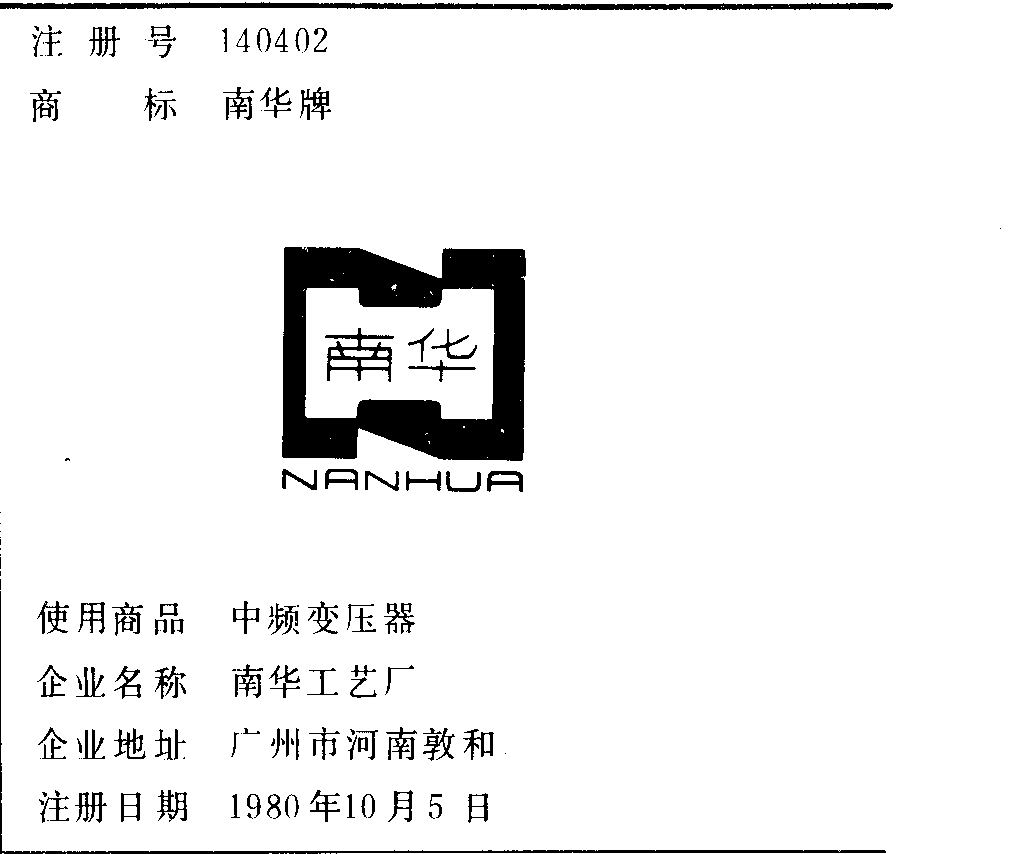 注册号 140402
商标 南华牌
南华
NANHUA
使用商品 中频变压器
企业名称 南华工艺厂
企业地址 广州市河南敦和
注册日期 1980年10月5日